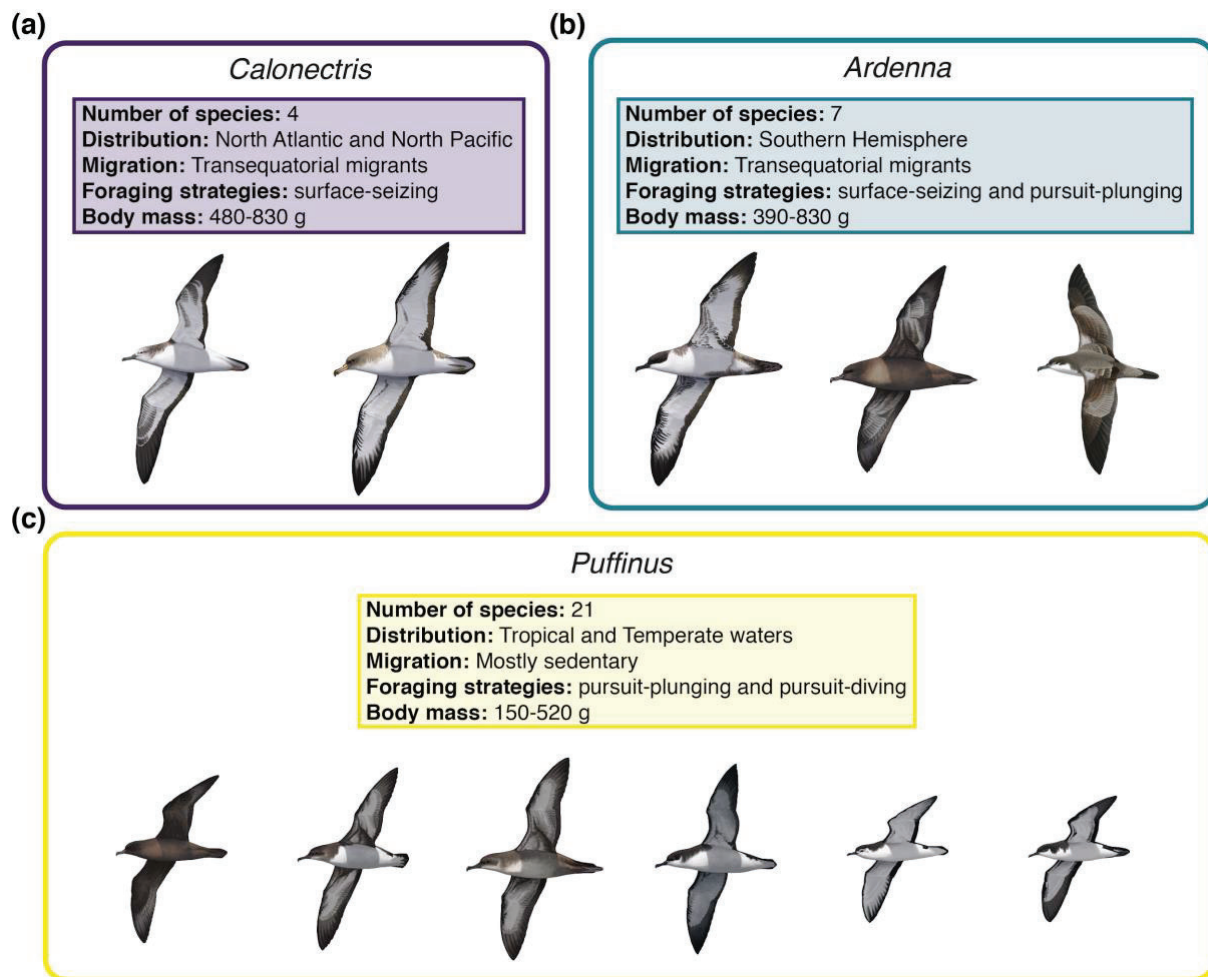 (a)
Calonectris
Number of species: 4
Distribution: North Atlantic and North Pacific
Migration: Transequatorial migrants
Foraging strategies: surface-seizing
Body mass: 480-830 g
(b)
Ardenna
Number of species: 7
Distribution: Southern Hemisphere
Migration: Transequatorial migrants
Foraging strategies: surface-seizing and pursuit-plunging
Body mass: 390-830 g
(c)
Puffinus
Number of species: 21
Distribution: Tropical and Temperate waters
Migration: Mostly sedentary
Foraging strategies: pursuit-plunging and pursuit-diving
Body mass: 150-520 g